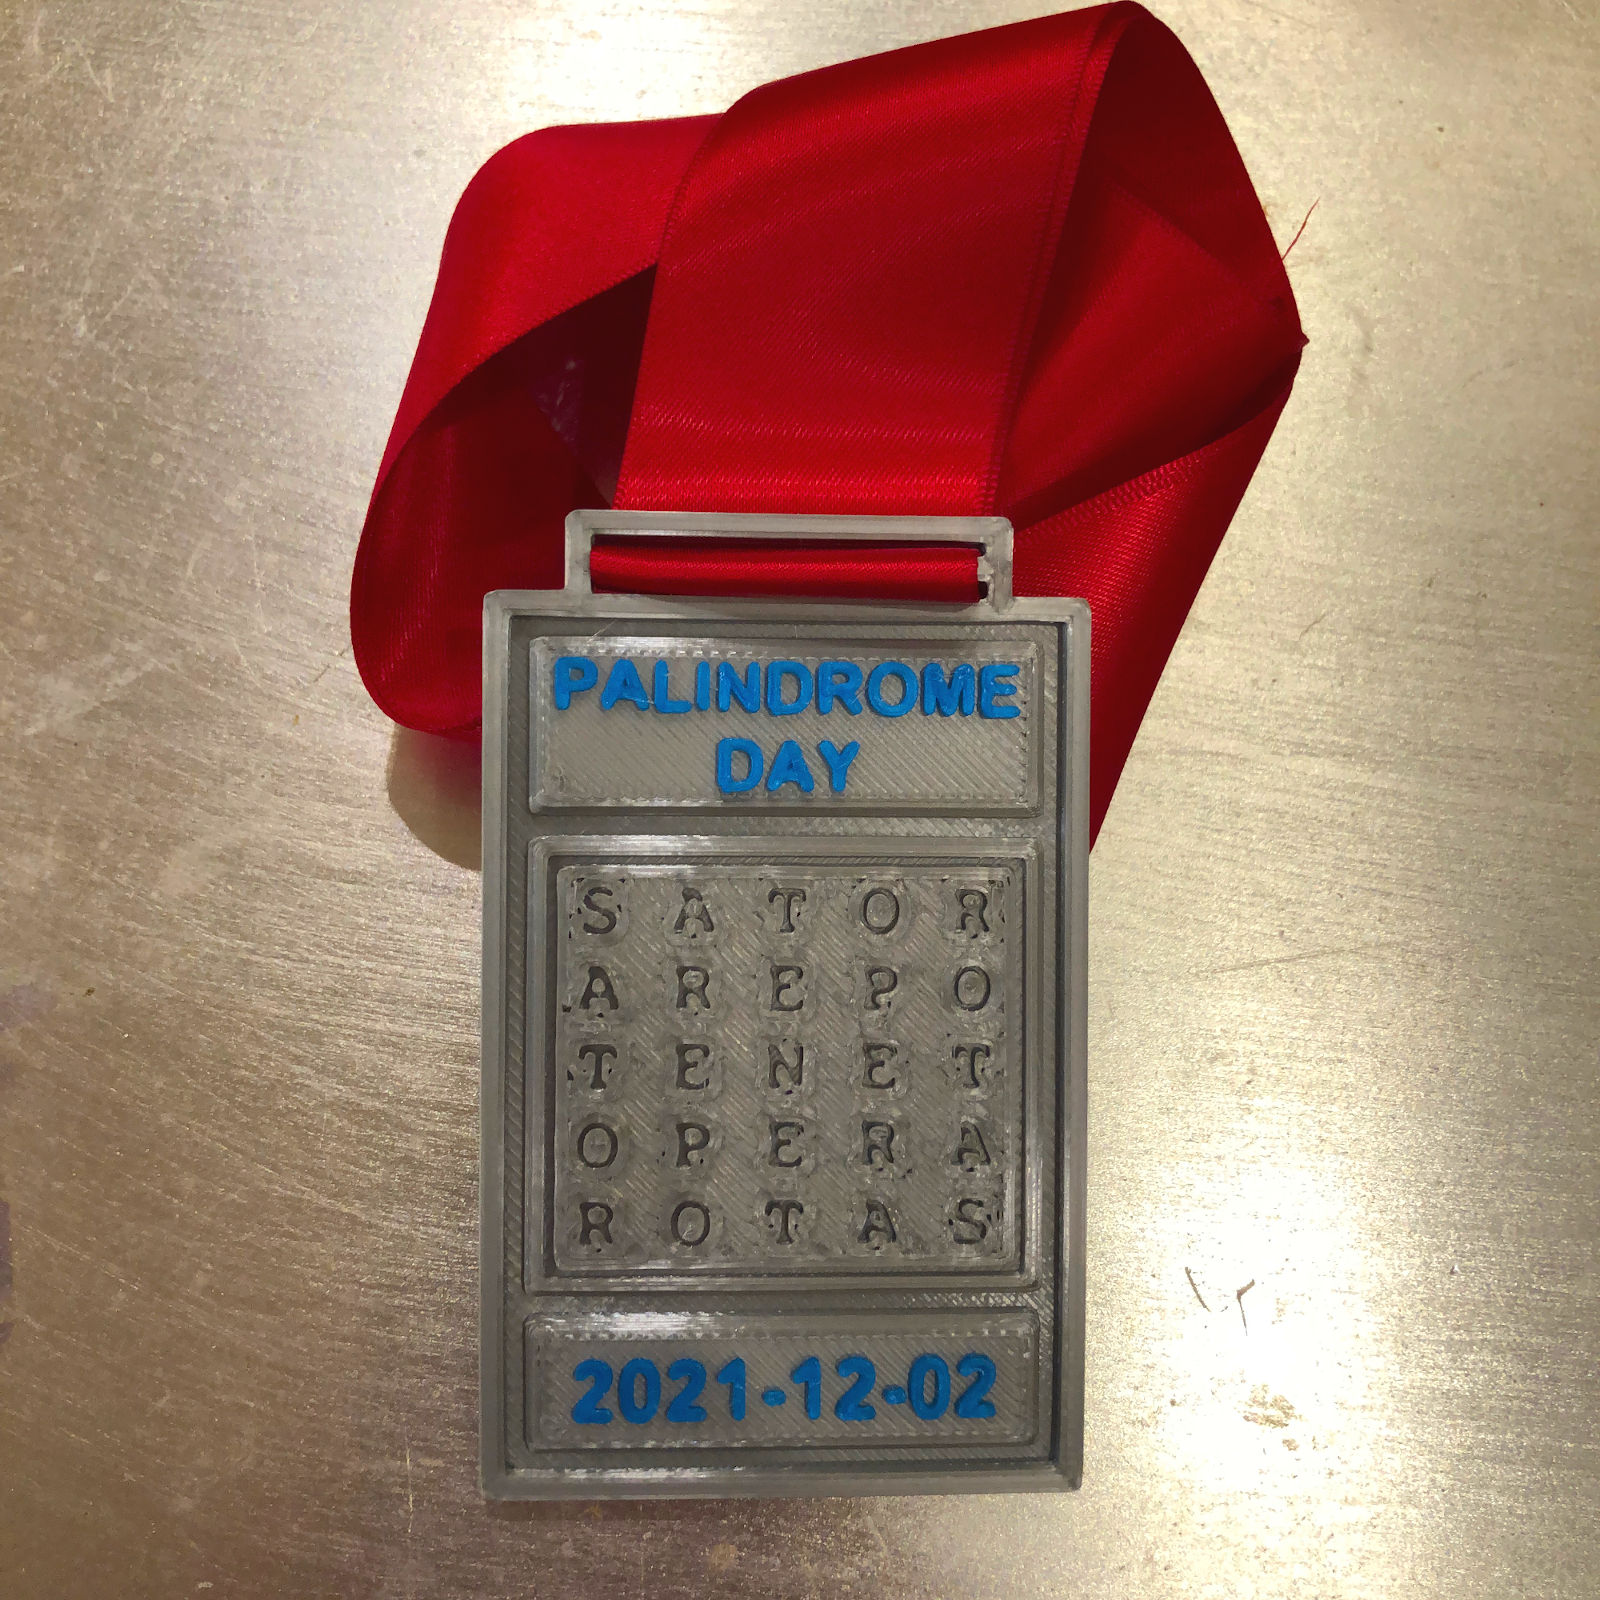 PALINDROME
DAY
S A T O R
A R E P O
T E N E T
O P E R A
R O T A S
2021-12-02